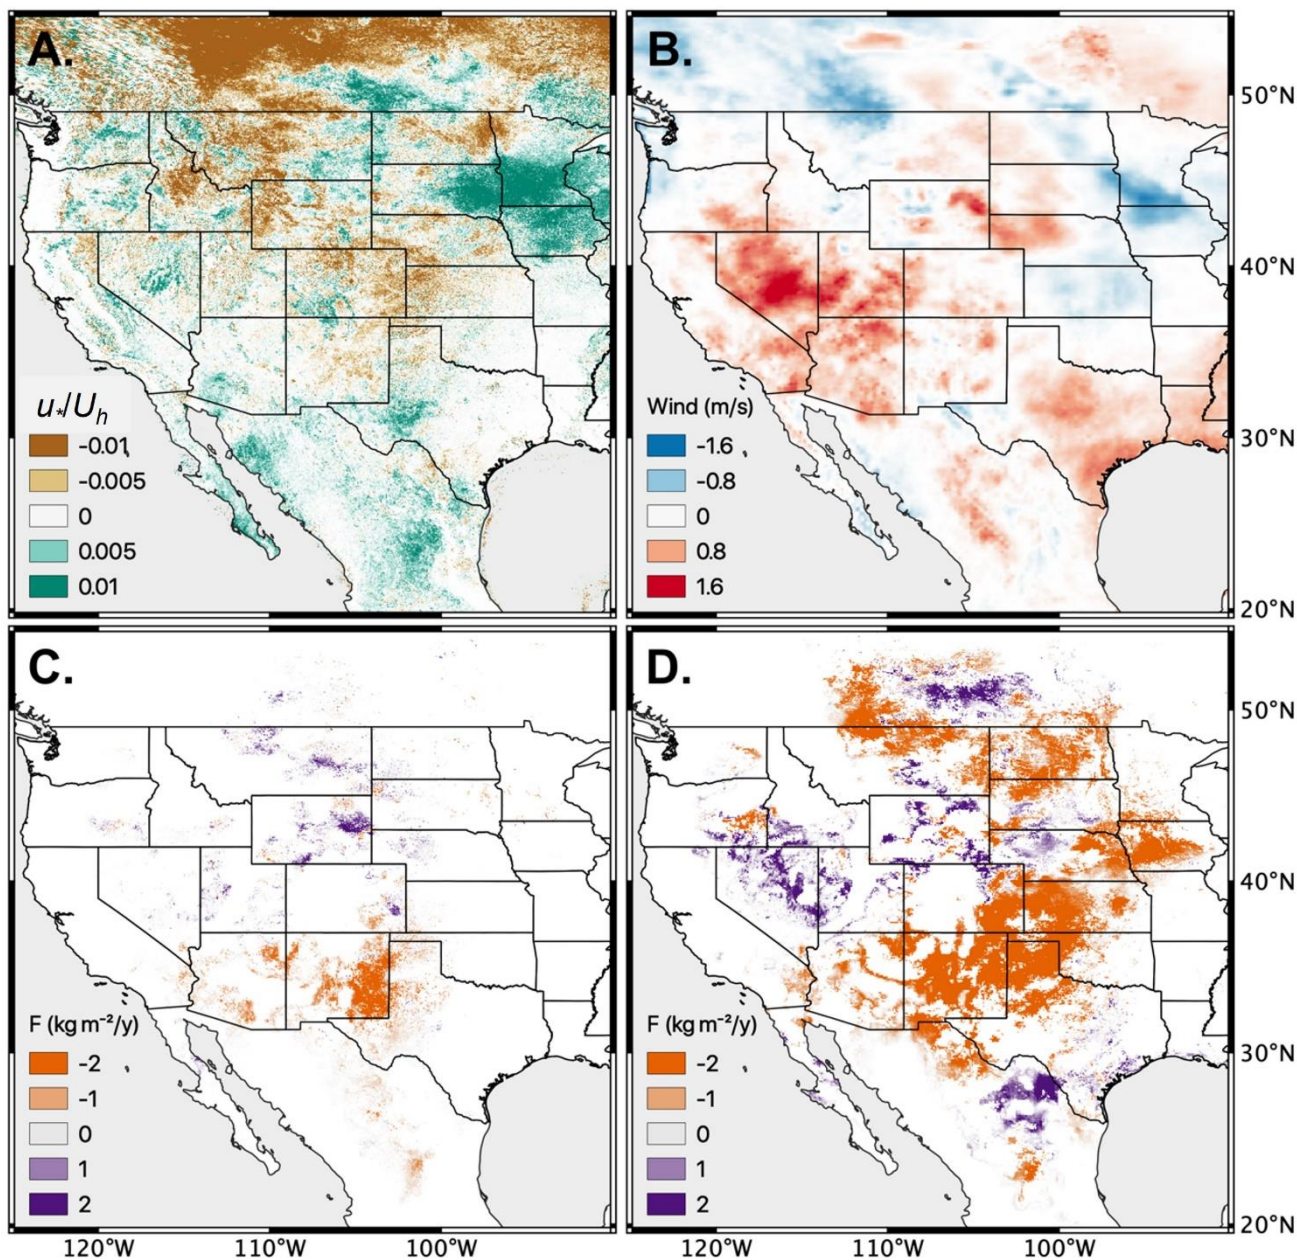 A.
B.
50°N
40°N
30°N
20°N
u*/Uh
-0.01
-0.005
0
0.005
0.01
Wind (m/s)
-1.6
-0.8
0
0.8
1.6
C.
D.
50°N
40°N
30°N
20°N
F (kg m⁻²/y)
-2
-1
0
1
2
F (kg m⁻²/y)
-2
-1
0
1
2
120°W 110°W 100°W
120°W 110°W 100°W